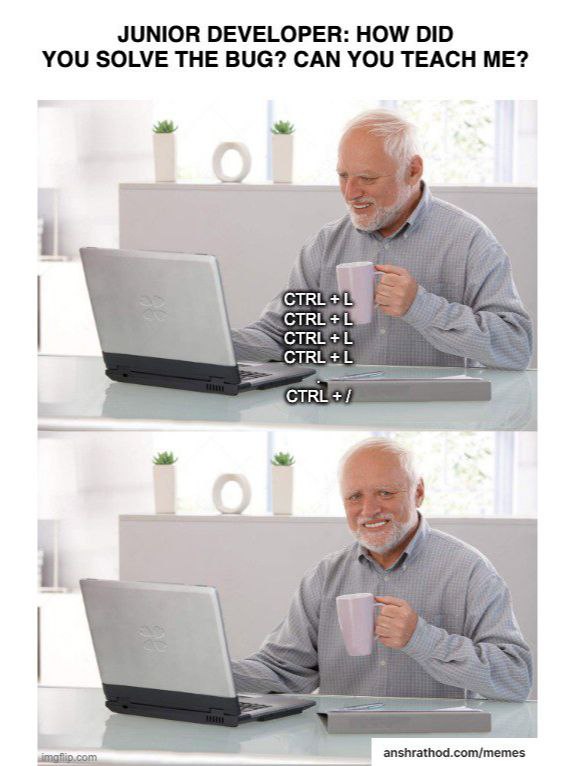 JUNIOR DEVELOPER: HOW DID
YOU SOLVE THE BUG? CAN YOU TEACH ME?
CTRL + L
CTRL + L
CTRL + L
CTRL + L
.
CTRL + /
imgflip.com
anshrathod.com/memes